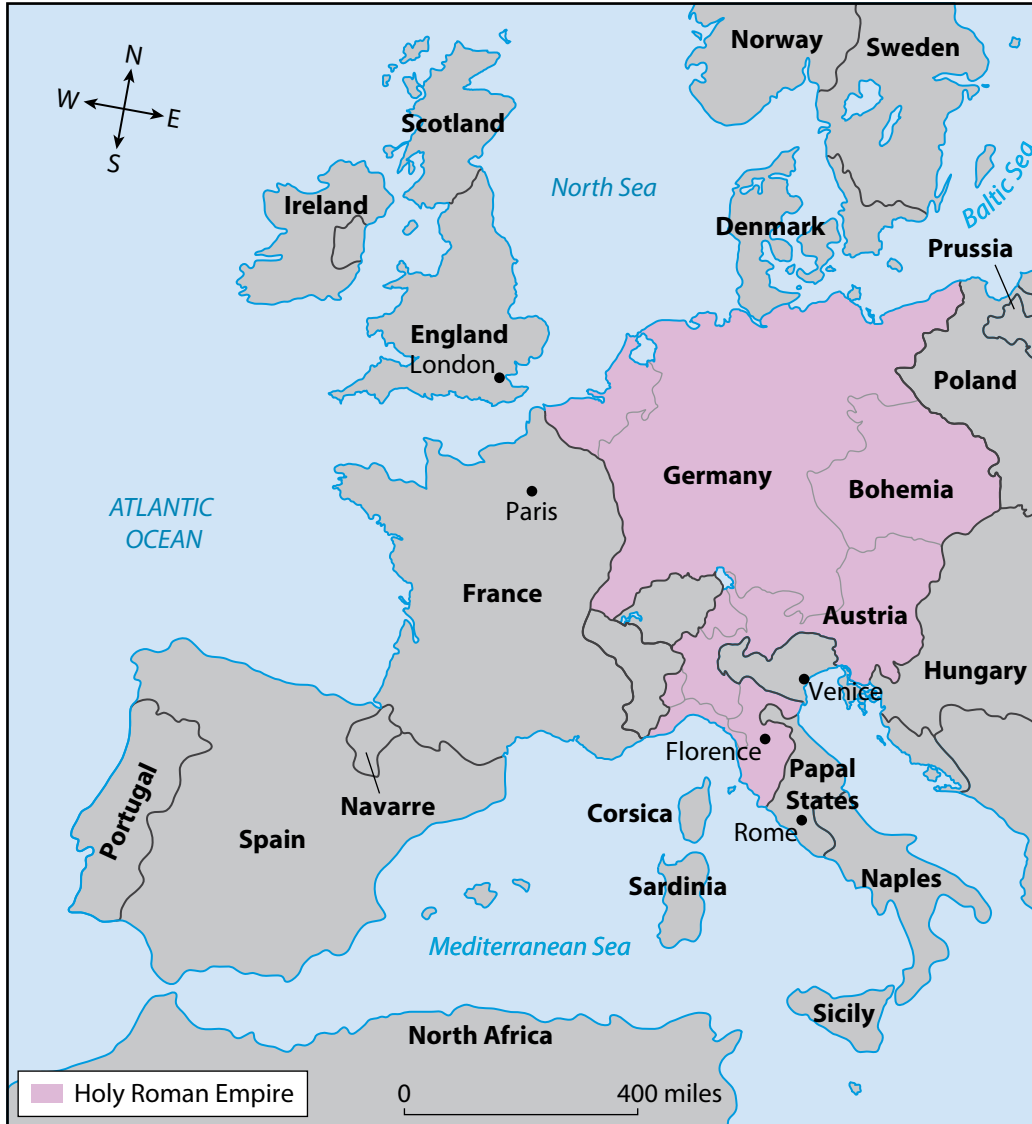 Norway
Sweden
N
W
E
S
Scotland
North Sea
Baltic Sea
Ireland
Denmark
Prussia
England
London
Poland
Germany
Bohemia
Paris
ATLANTIC
OCEAN
France
Austria
Hungary
Venice
Florence
Papal
States
Navarre
Portugal
Spain
Corsica
Rome
Sardinia
Naples
Mediterranean Sea
Sicily
North Africa
Holy Roman Empire
0
400 miles